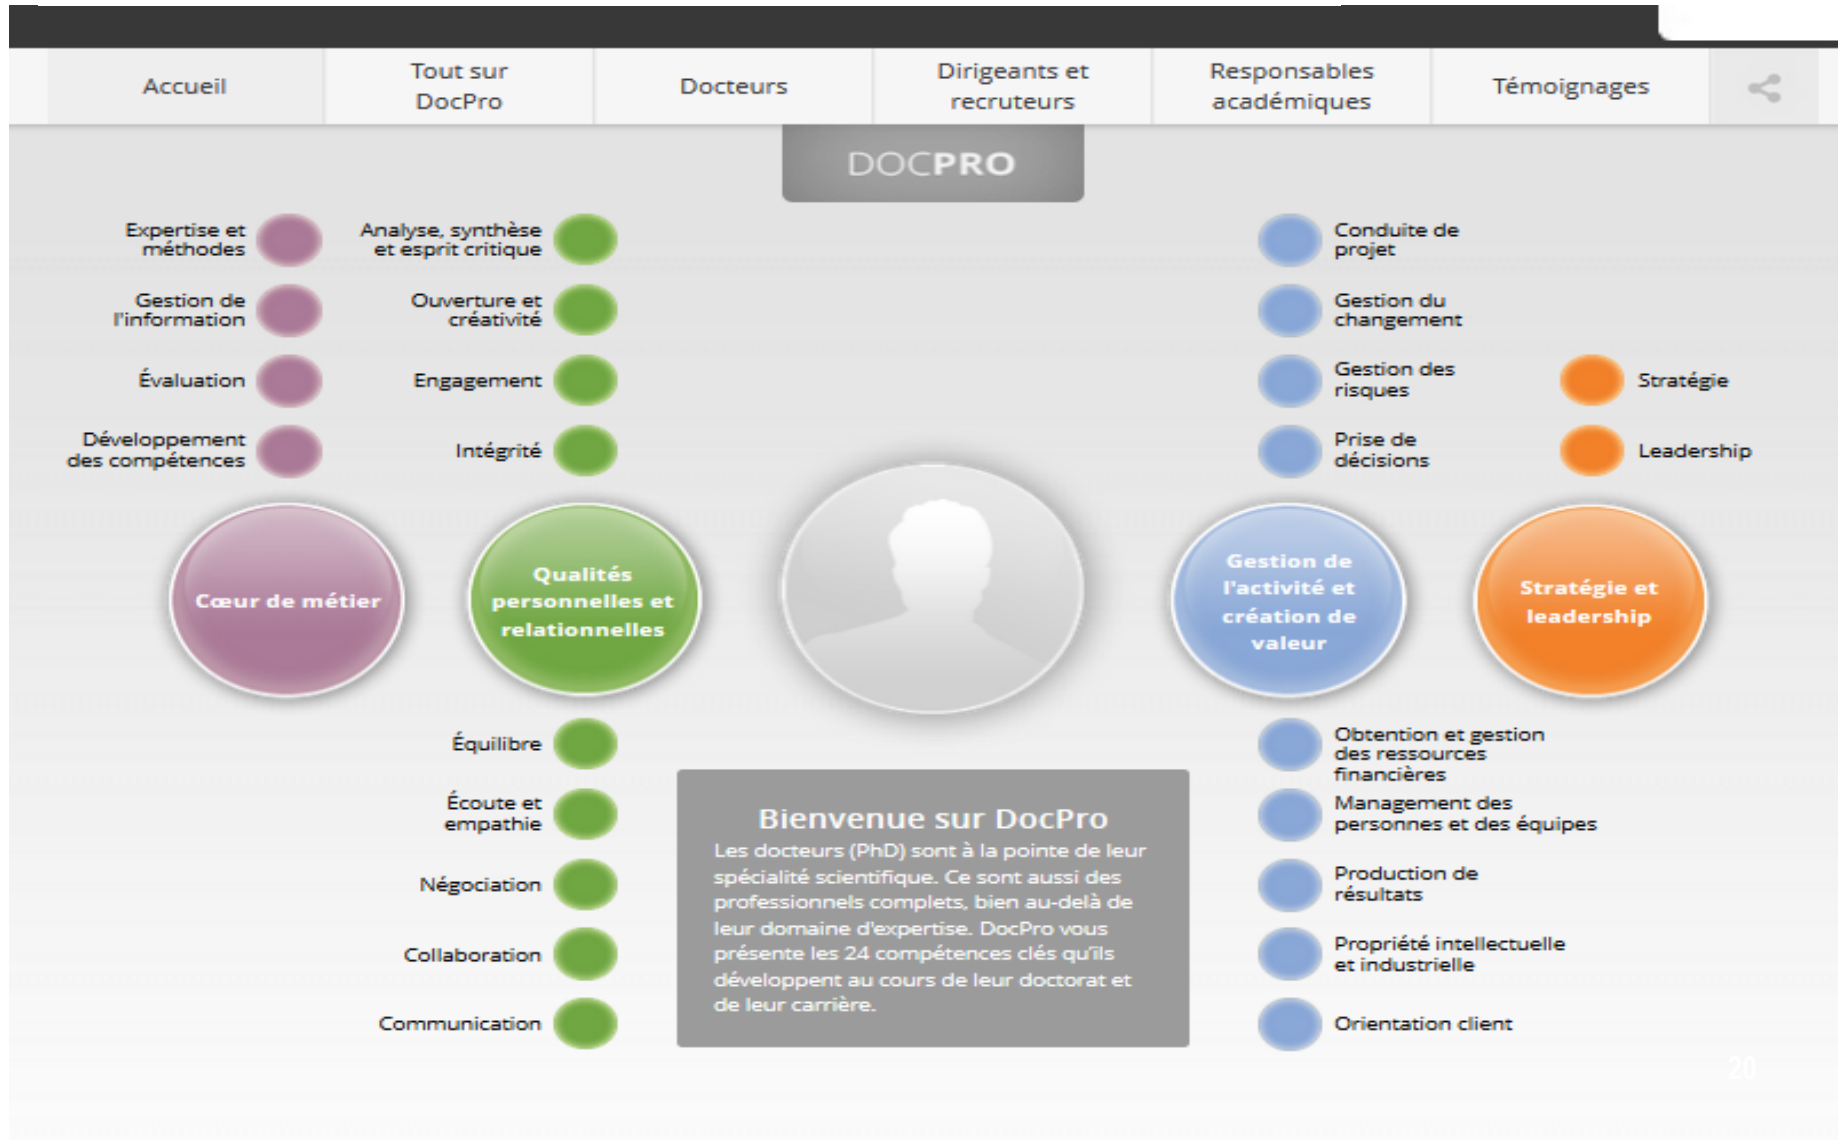 Accueil
Tout sur
DocPro
Docteurs
Dirigeants et
recruteurs
Responsables
académiques
Témoignages
DOCPRO
Expertise et
méthodes
Gestion de
l'information
Évaluation
Développement
des compétences
Cœur de métier
Analyse, synthèse
et esprit critique
Ouverture et
créativité
Engagement
Intégrité
Qualités
personnelles et
relationnelles
Équilibre
Écoute et
empathie
Négociation
Collaboration
Communication
Bienvenue sur DocPro
Les docteurs (PhD) sont à la pointe de leur
spécialité scientifique. Ce sont aussi des
professionnels complets, bien au-delà de
leur domaine d'expertise. DocPro vous
présente les 24 compétences clés qu'ils
développent au cours de leur doctorat et
de leur carrière.
Conduite de
projet
Gestion du
changement
Gestion des
risques
Prise de
décisions
Gestion de
l'activité et
création de
valeur
Obtention et gestion
des ressources
financières
Management des
personnes et des équipes
Production de
résultats
Propriété intellectuelle
et industrielle
Orientation client
Stratégie
Leadership
Stratégie et
leadership
20